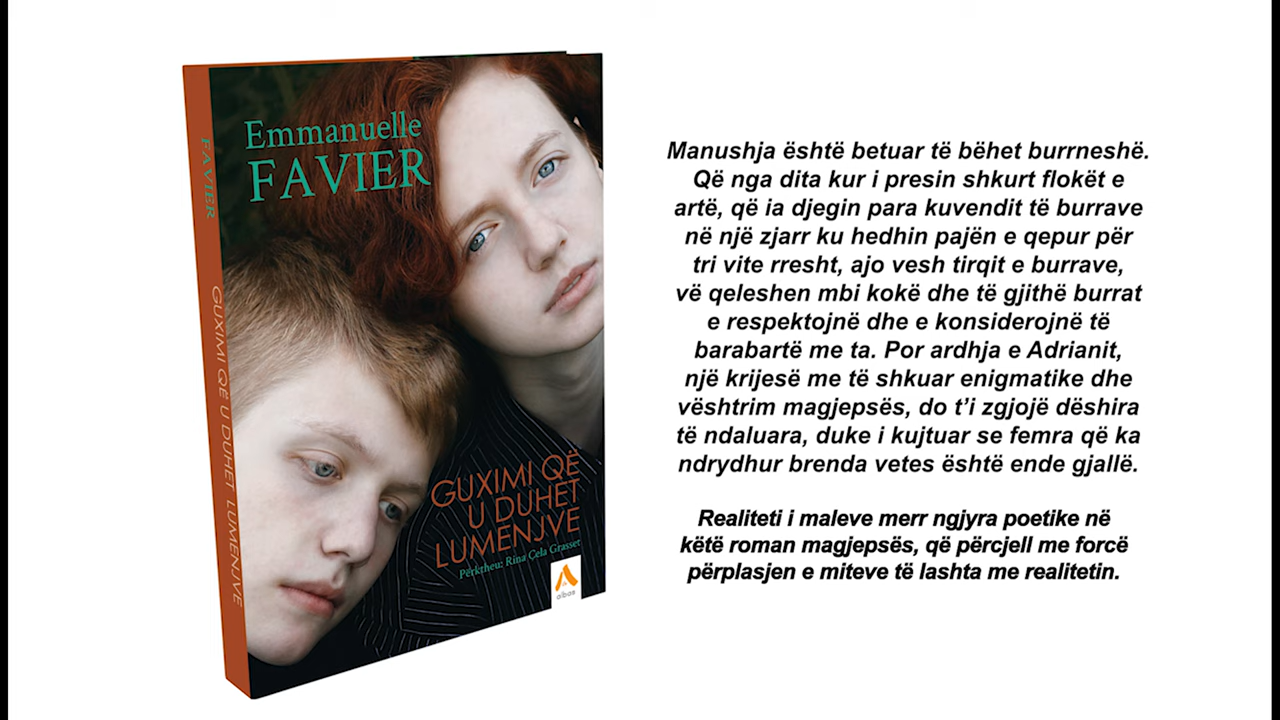 Emmanuelle
FAVIER
GUXIMI QË
U DUHET
LUMENJVE
Përktheu: Rina Çela Grasset
albas
FAVIER
GUXIMI QË U DUHET LUMENJVE
Manushja është betuar të bëhet burrneshë.
Që nga dita kur i presin shkurt flokët e
artë, që ia djegin para kuvendit të burrave
në një zjarr ku hedhin pajën e qepur për
tri vite rresht, ajo vesh tirqit e burrave,
vë qeleshen mbi kokë dhe të gjithë burrat
e respektojnë dhe e konsiderojnë të
barabartë me ta. Por ardhja e Adrianit,
një krijesë me të shkuar enigmatike dhe
vështrim magjepsës, do t’i zgjojë dëshira
të ndaluara, duke i kujtuar se femra që ka
ndrydhur brenda vetes është ende gjallë.
Realiteti i maleve merr ngjyra poetike në
këtë roman magjepsës, që përcjell me forcë
përplasjen e miteve të lashta me realitetin.